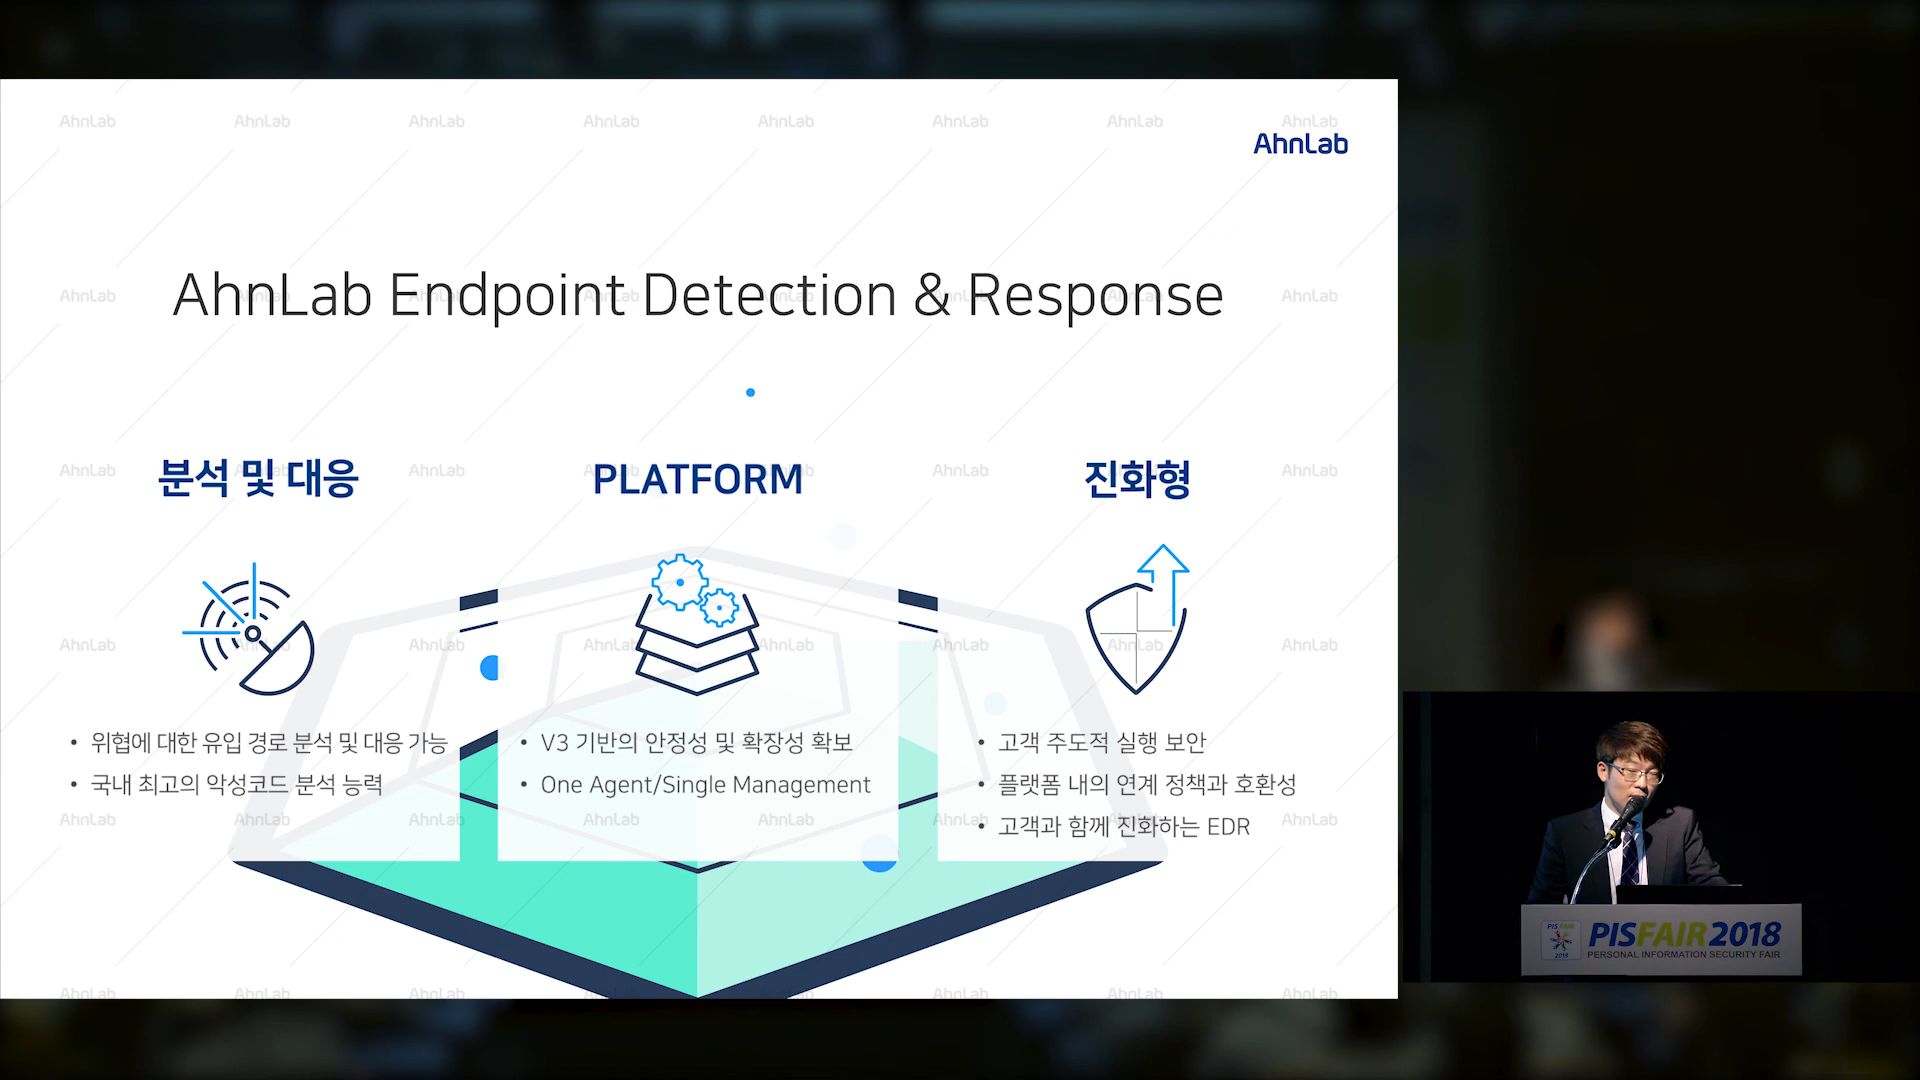 AhnLab
AhnLab Endpoint Detection & Response
분석 및 대응
PLATFORM
진화형
• 위협에 대한 유입 경로 분석 및 대응 가능
• 국내 최고의 악성코드 분석 능력
• V3 기반의 안정성 및 확장성 확보
• One Agent/Single Management
• 고객 주도적 실행 보안
• 플랫폼 내의 연계 정책과 호환성
• 고객과 함께 진화하는 EDR
PIS FAIR
2018
PISFAIR2018
PERSONAL INFORMATION SECURITY FAIR